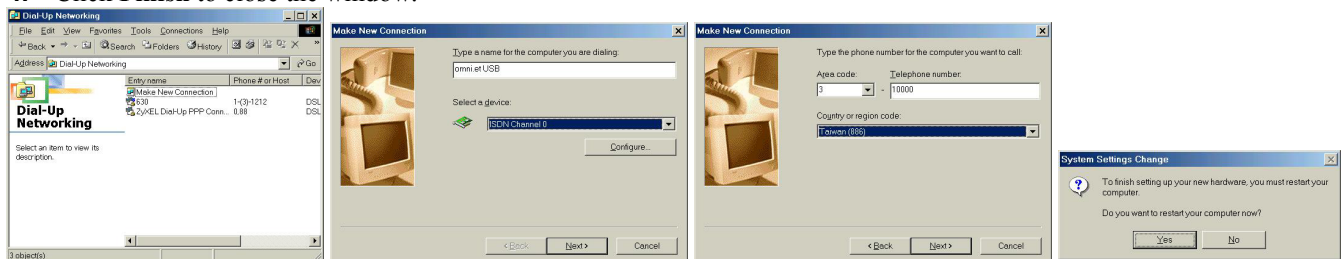 Dial-Up Networking
File Edit View Favorites Tools Connections Help
Back Search Folders History »
Address Dial-Up Networking Go
Entry name Phone # or Host Dev
Make New Connection
630 1-(3)-1212 DSL
ZyXEL Dial-Up PPP Conn... 0,88 DSL
Dial-Up
Networking
Select an item to view its
description.
3 object(s)
Make New Connection
Type a name for the computer you are dialing:
omni.et USB
Select a device:
ISDN Channel 0
Configure...
< Back Next > Cancel
Make New Connection
Type the phone number for the computer you want to call:
Area code: Telephone number:
3 - 10000
Country or region code:
Taiwan (886)
< Back Next > Cancel
System Settings Change
To finish setting up your new hardware, you must restart your
computer.
Do you want to restart your computer now?
Yes No